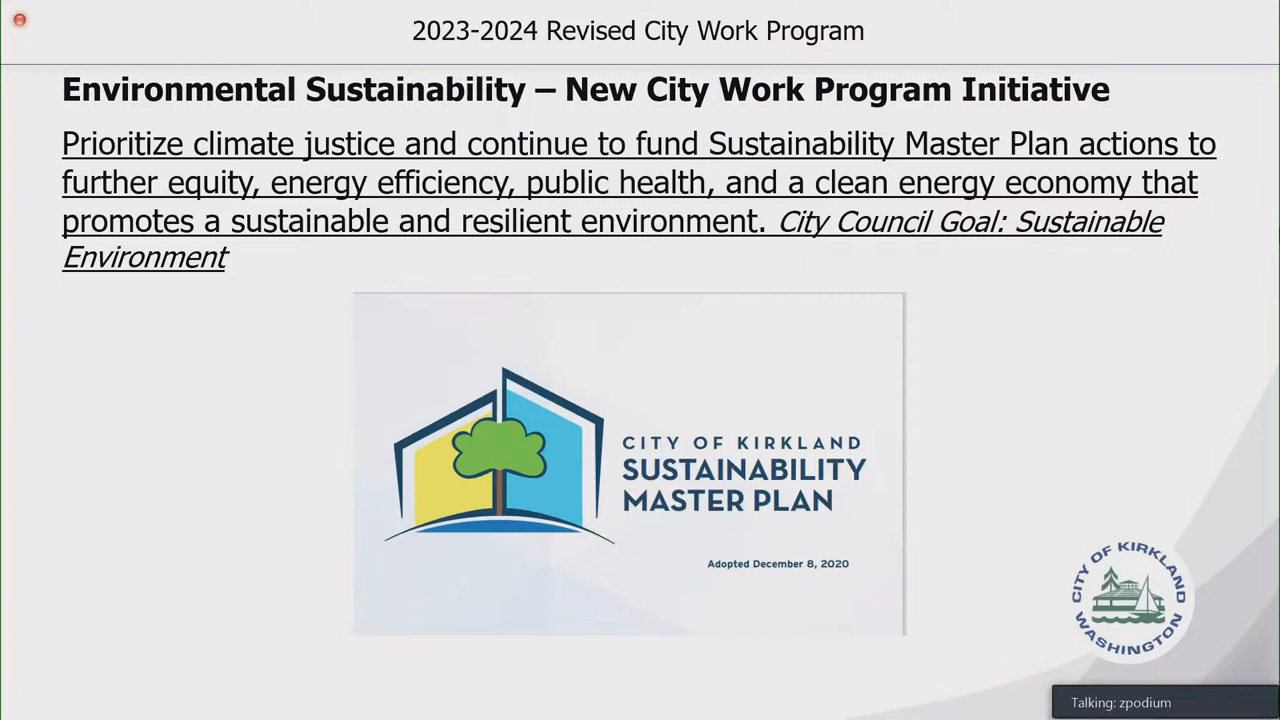 2023-2024 Revised City Work Program
Environmental Sustainability – New City Work Program Initiative
Prioritize climate justice and continue to fund Sustainability Master Plan actions to
further equity, energy efficiency, public health, and a clean energy economy that
promotes a sustainable and resilient environment. City Council Goal: Sustainable
Environment
CITY OF KIRKLAND
SUSTAINABILITY
MASTER PLAN
Adopted December 8, 2020
CITY OF KIRKLAND
WASHINGTON
Talking: zpodium